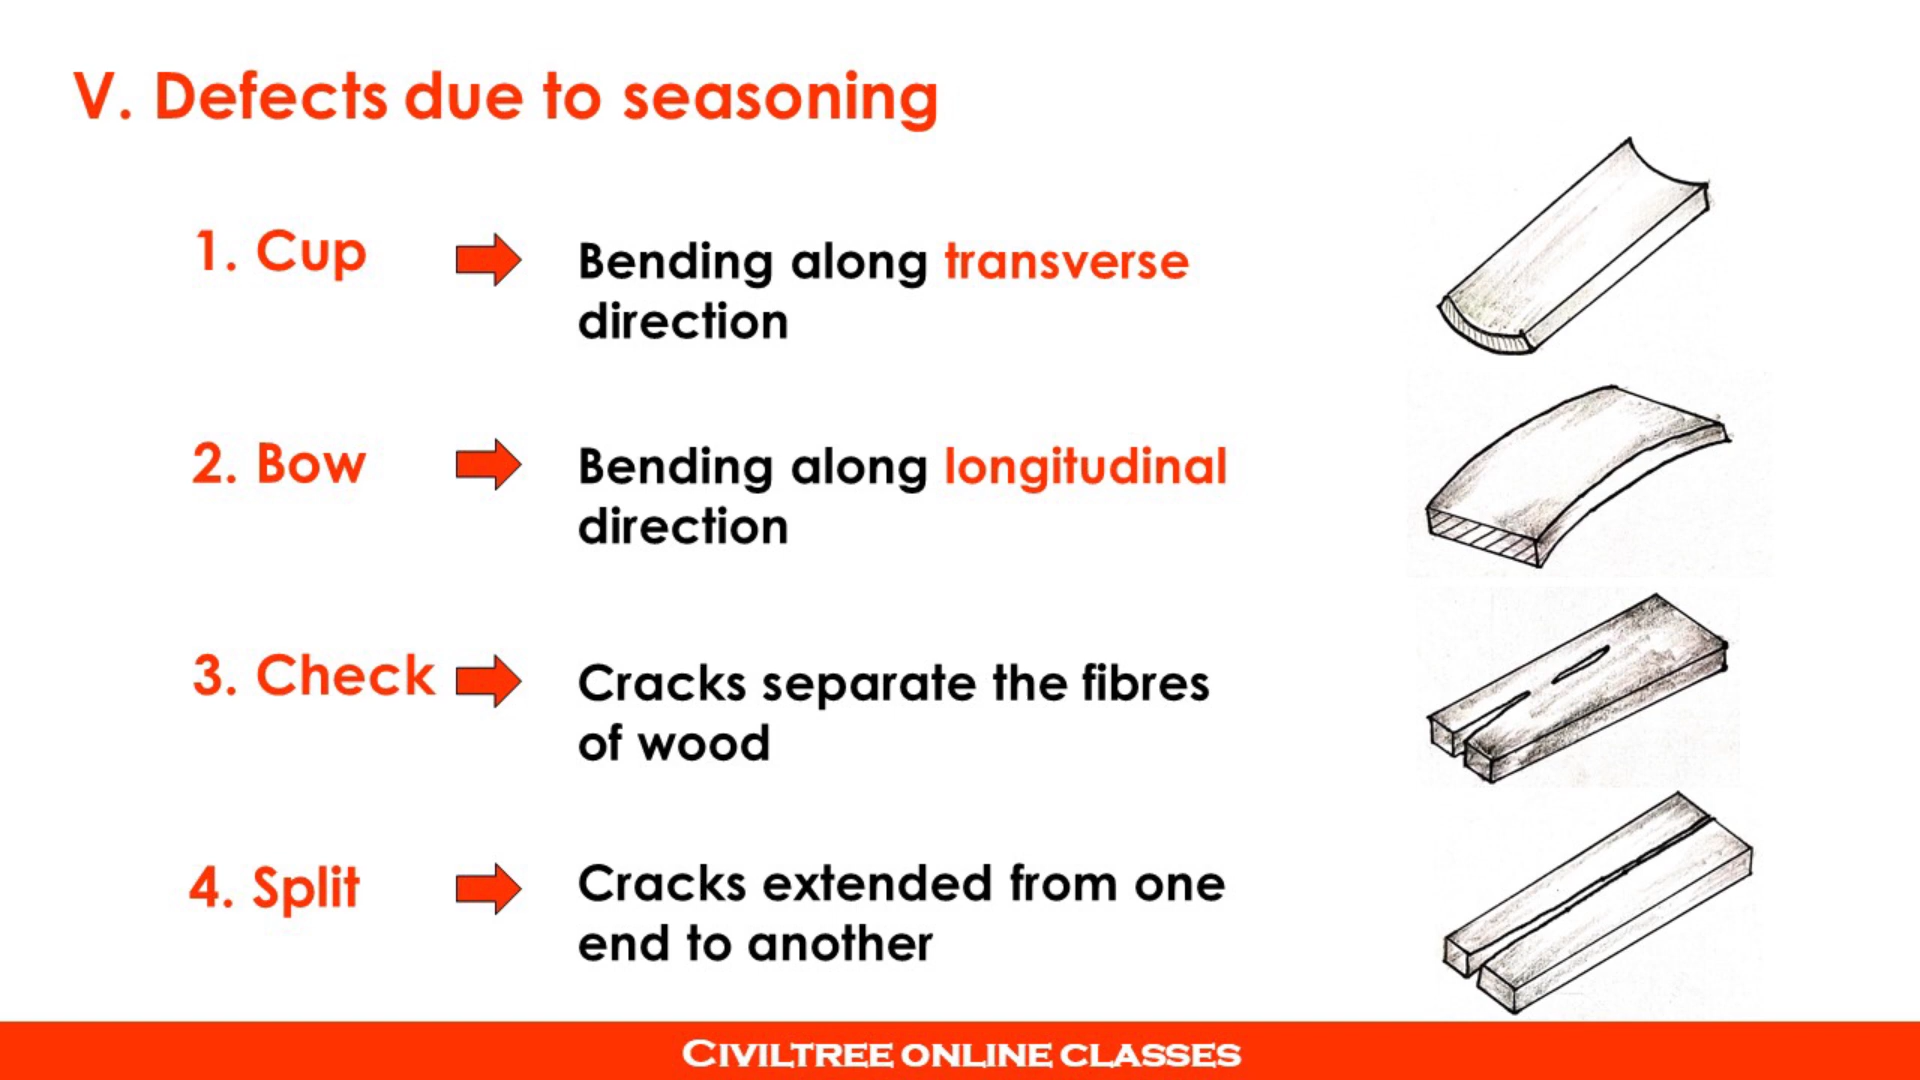 V. Defects due to seasoning
1. Cup
Bending along transverse
direction
2. Bow
Bending along longitudinal
direction
3. Check
Cracks separate the fibres
of wood
4. Split
Cracks extended from one
end to another
CIVILTREE ONLINE CLASSES